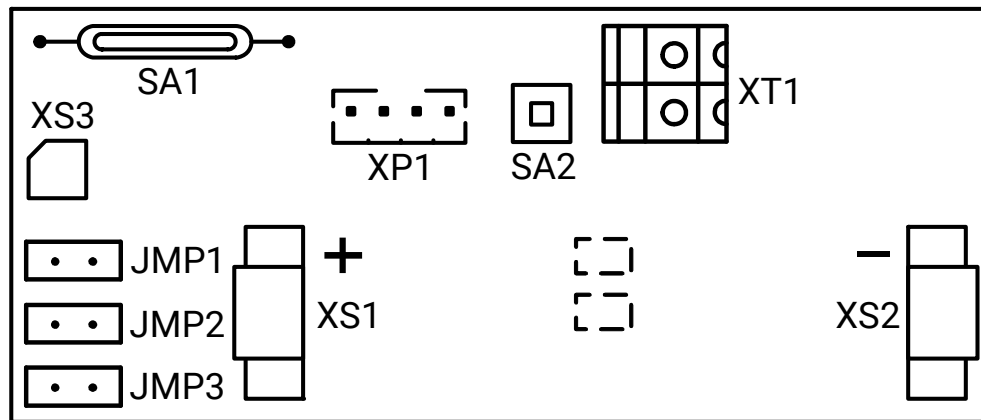 SA1
XT1
XS3
XP1
SA2
JMP1
+
−
XS1
JMP2
XS2
JMP3